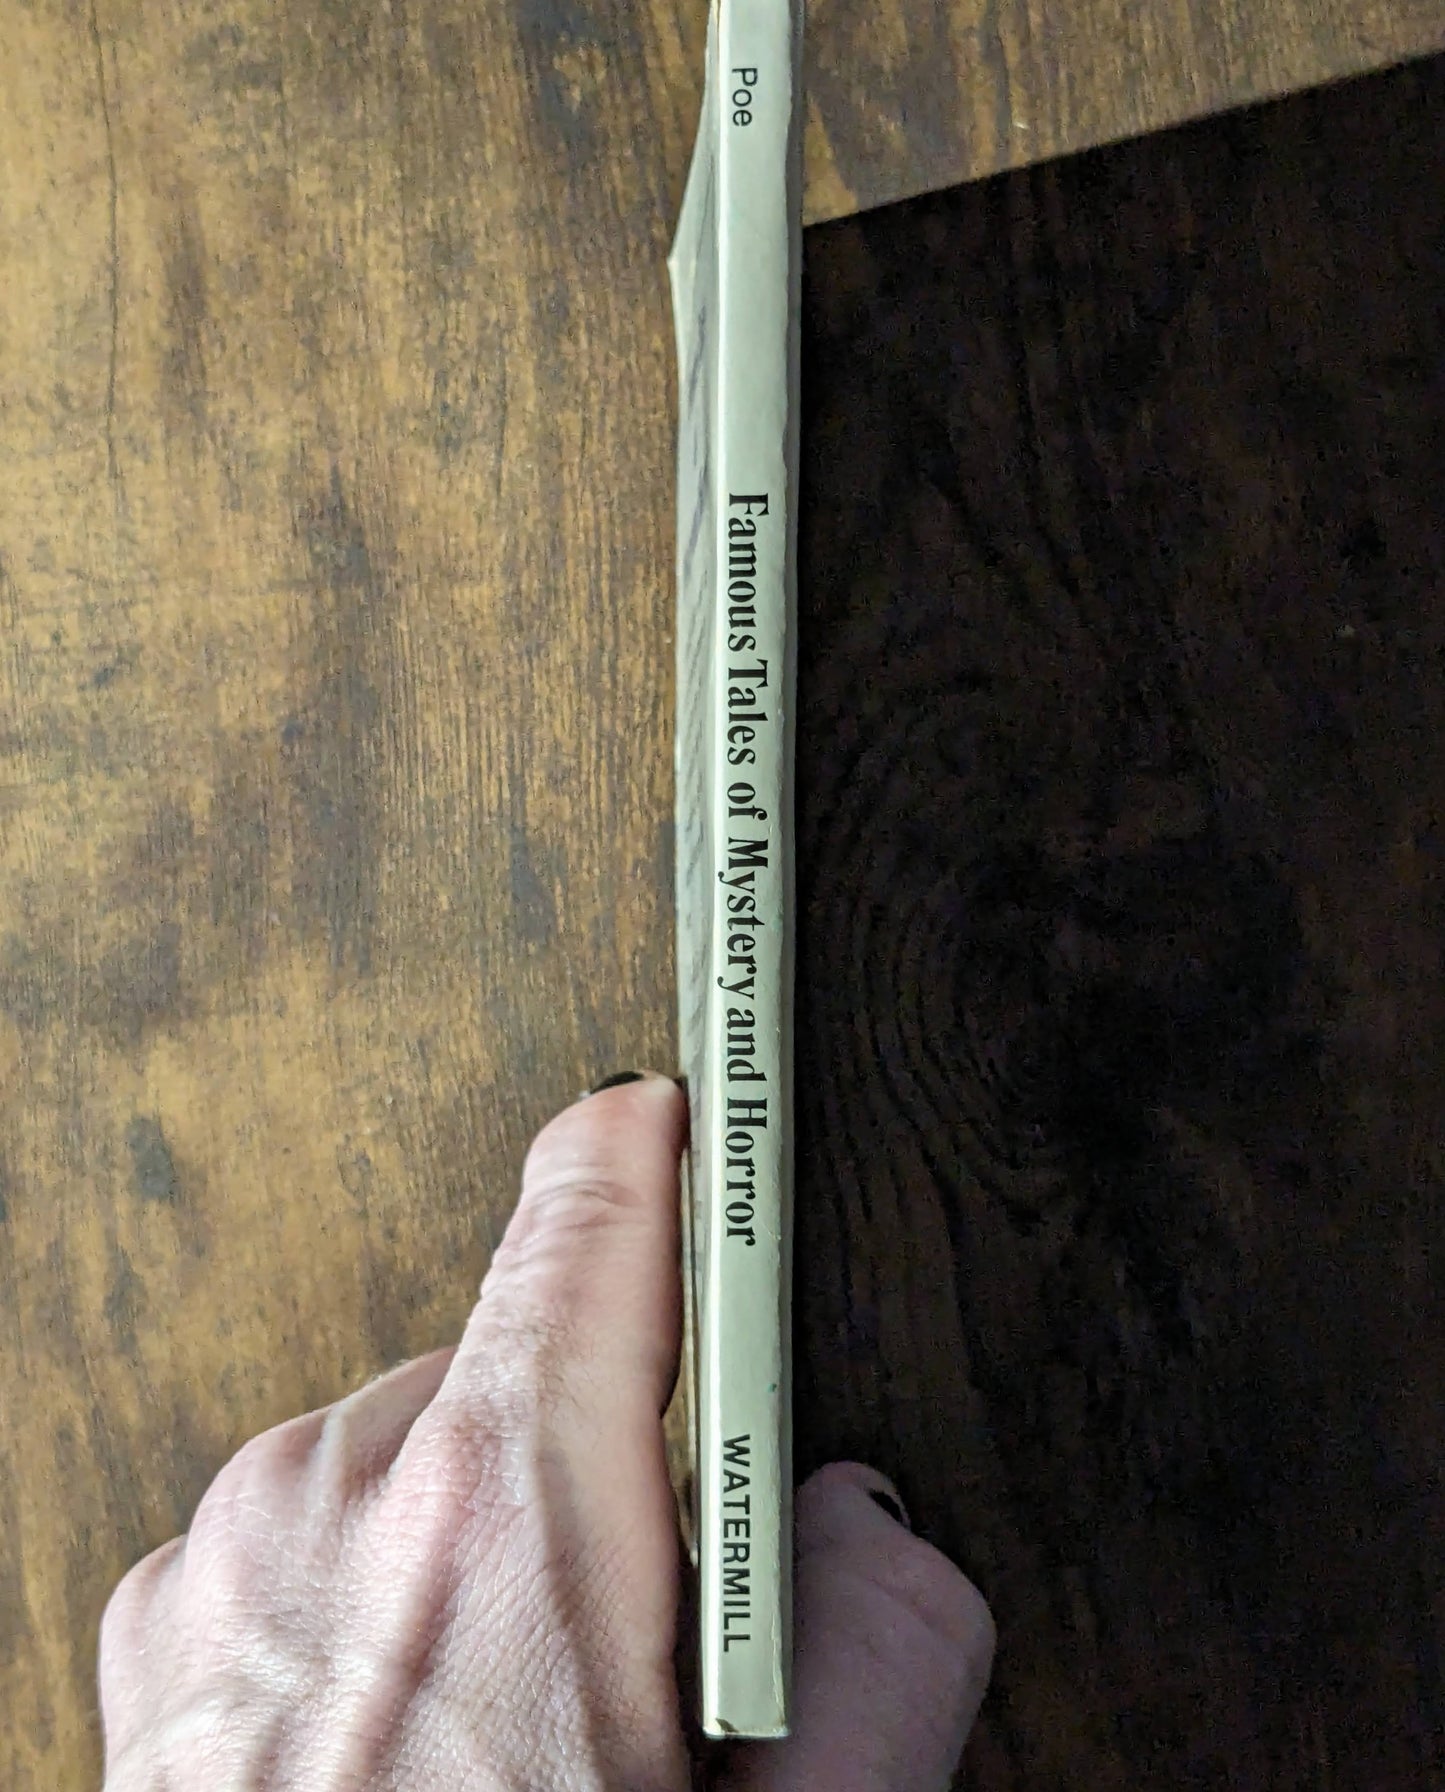 Poe
Famous Tales of Mystery and Horror
WATERMILL